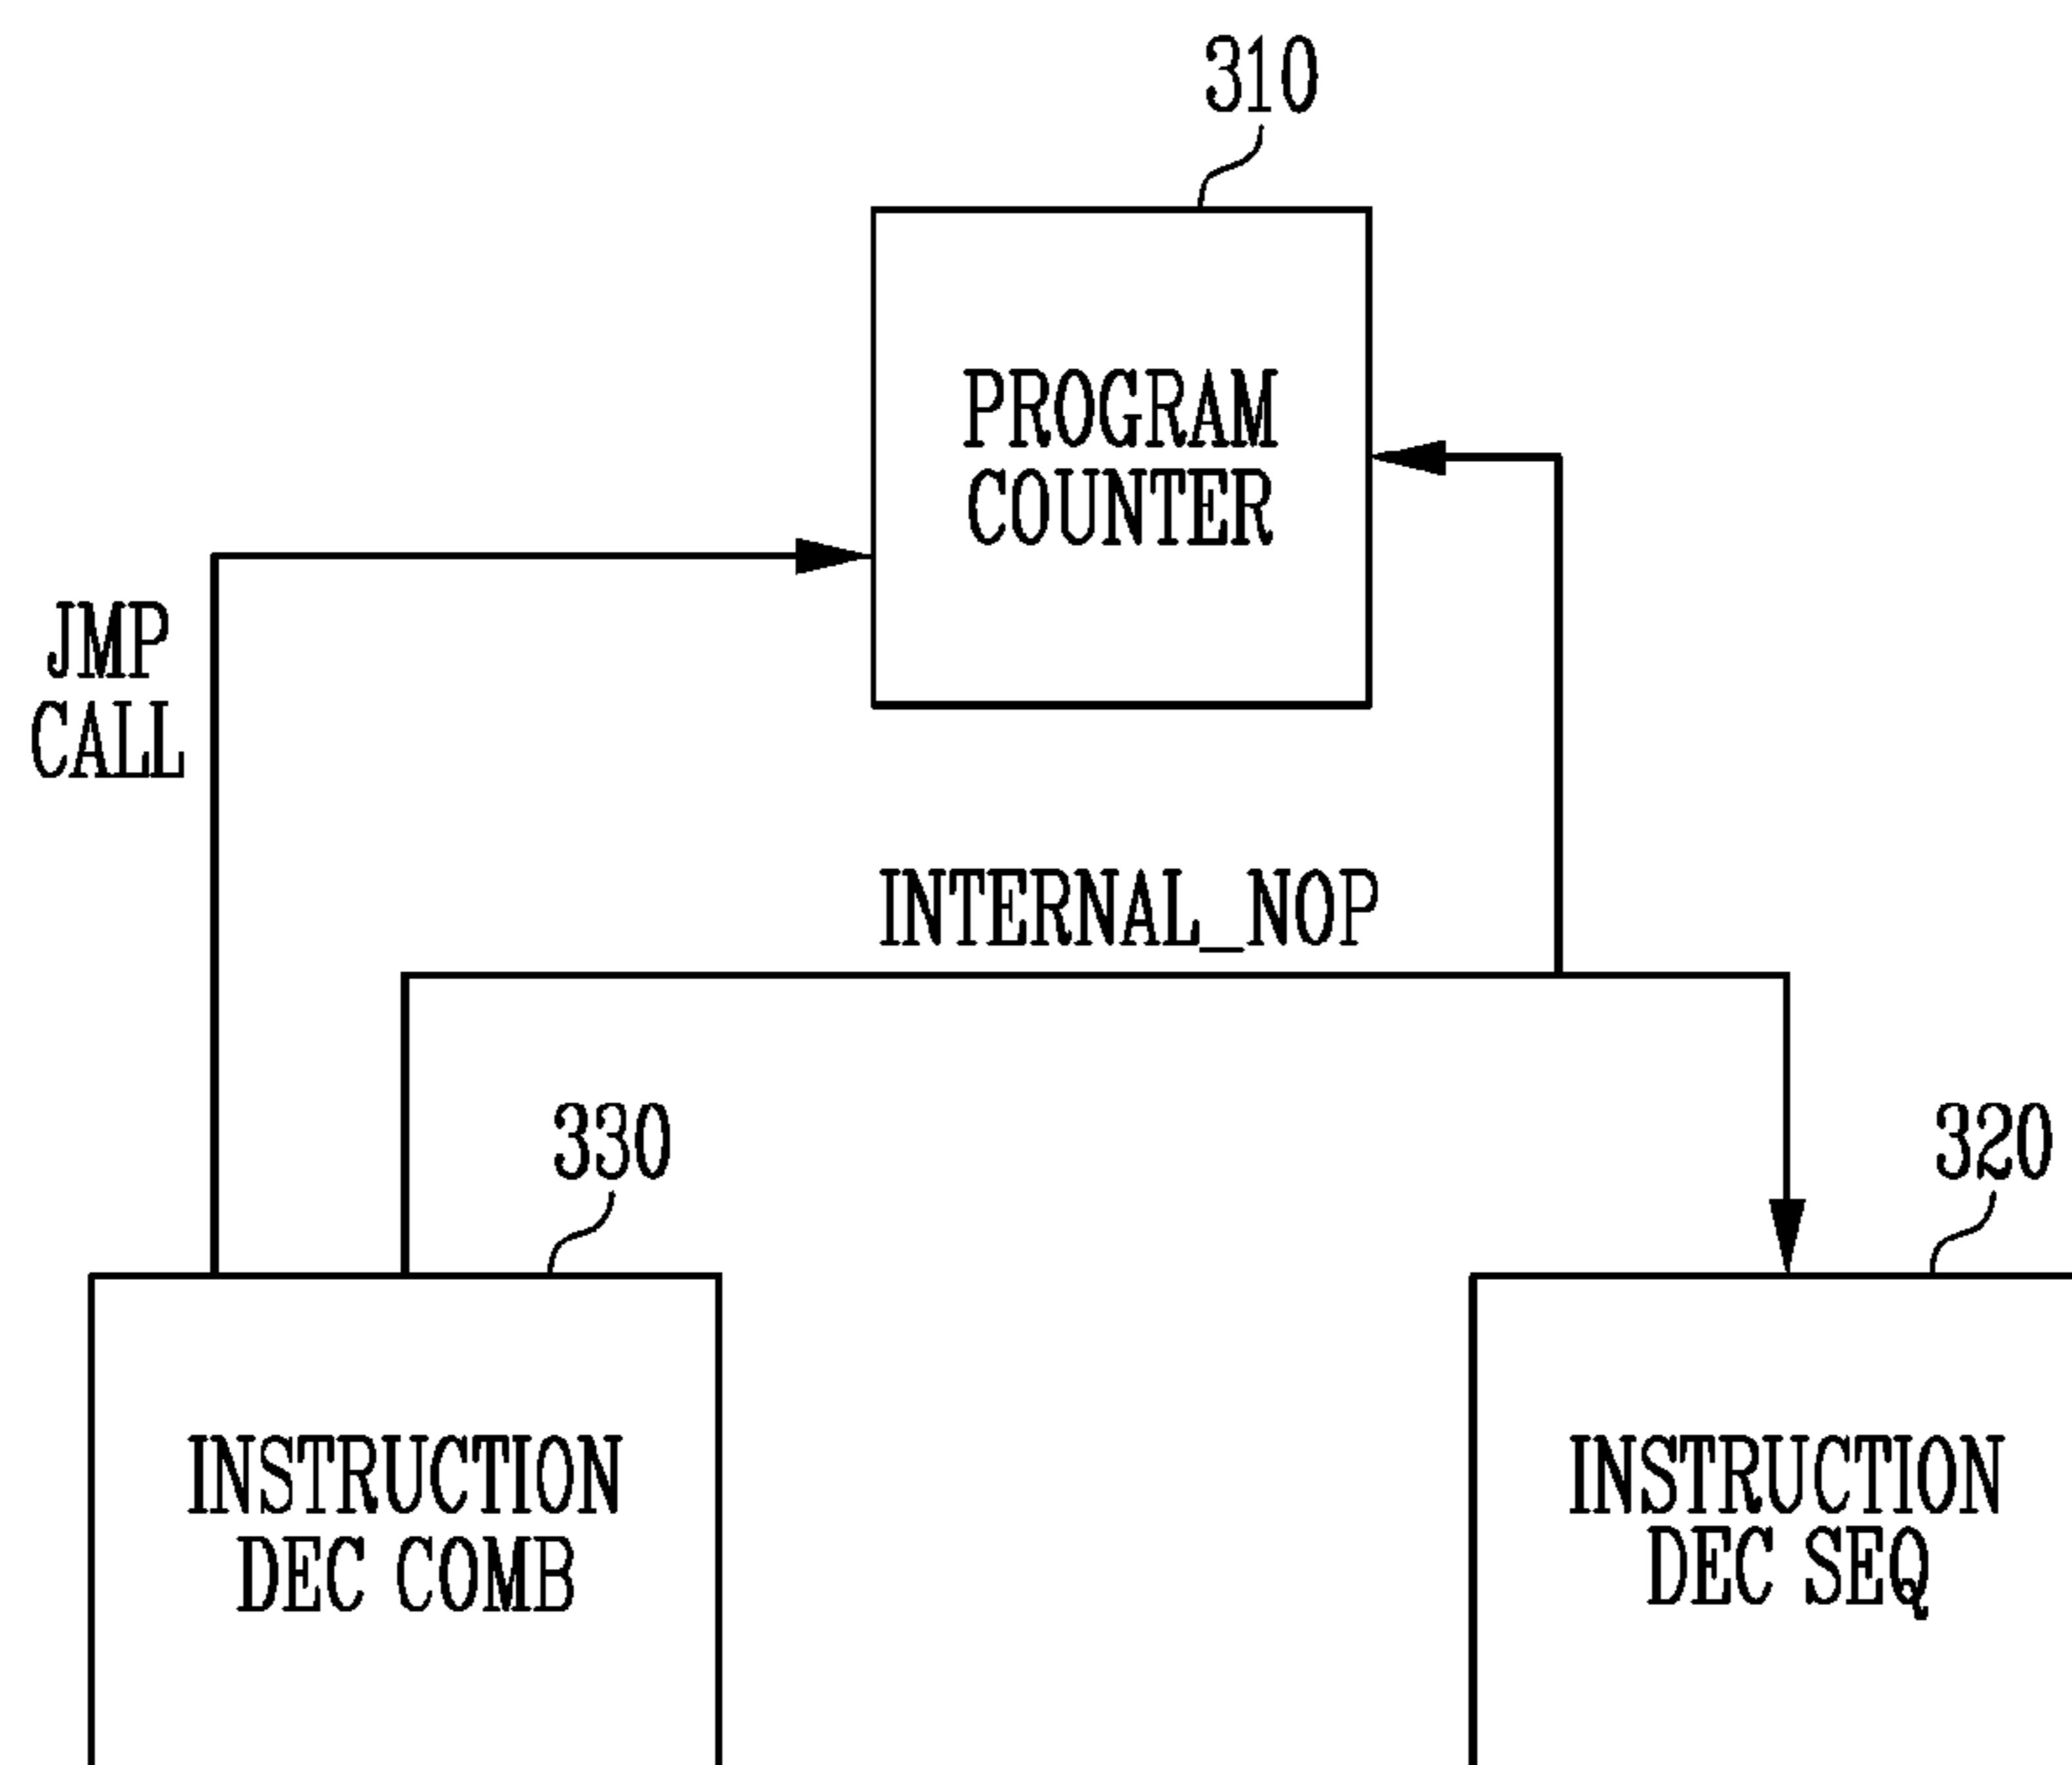 310
PROGRAM
COUNTER
JMP
CALL
INTERNAL_NOP
330
320
INSTRUCTION
DEC COMB
INSTRUCTION
DEC SEQ